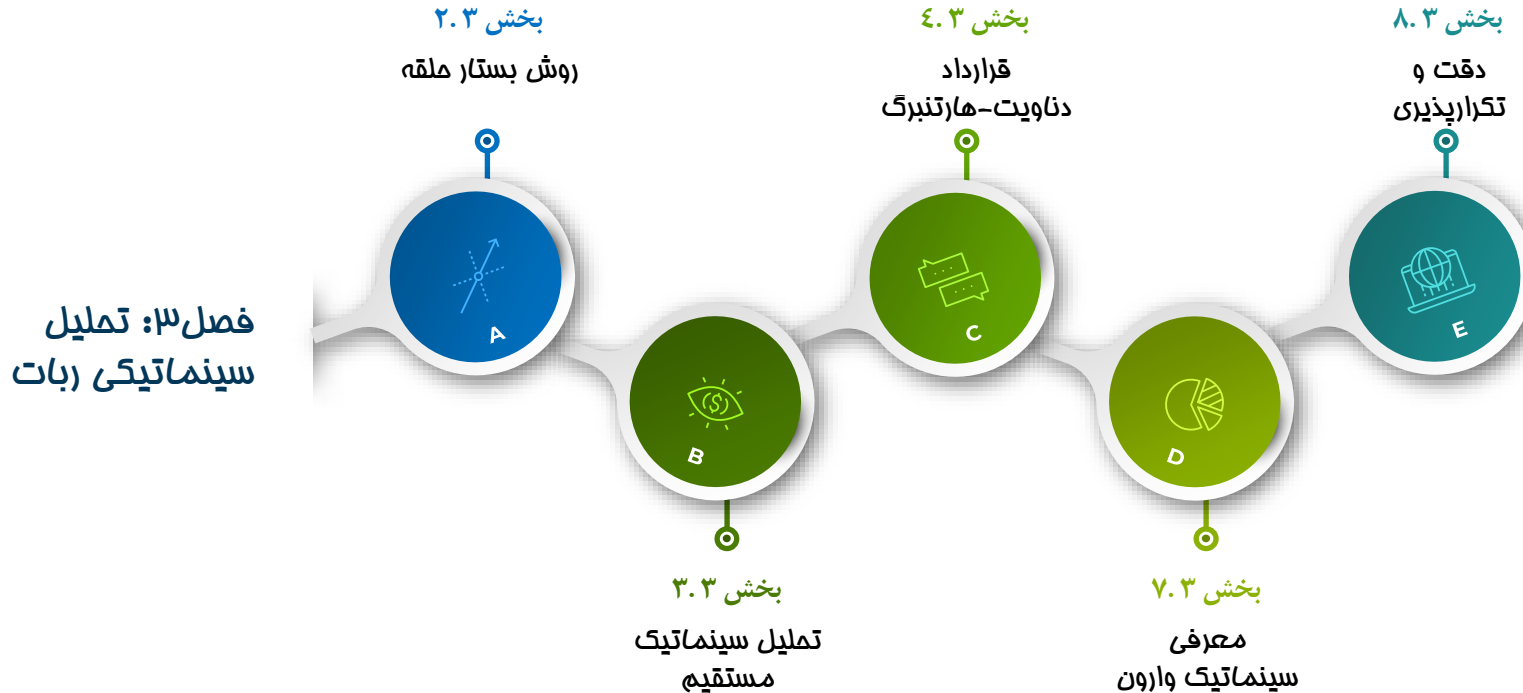 فصل۳: تحلیل
سینماتیکی ربات
بخش ۲.۳
روش بستار حلقه
A
بخش ۳.۳
تحلیل سینماتیک
مستقیم
B
بخش ٤.۳
قرارداد
دناویت-هارتنبرگ
C
بخش ۷.۳
معرفی
سینماتیک وارون
D
بخش ۸.۳
دقت و
تکرارپذیری
E